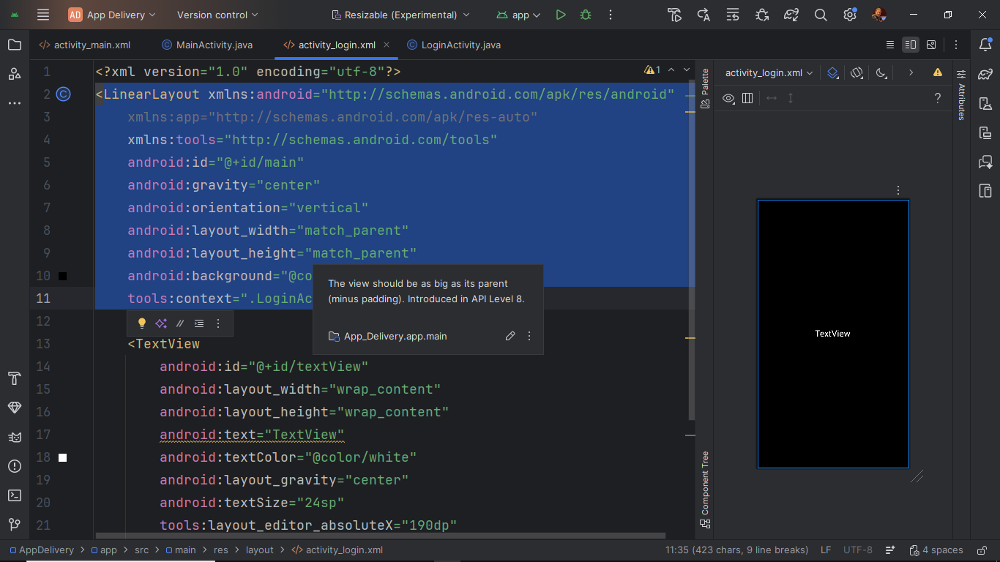 AD App Delivery Version control Resizable (Experimental) app
activity_main.xml MainActivity.java activity_login.xml LoginActivity.java
1 <?xml version="1.0" encoding="utf-8"?>
2 <LinearLayout xmlns:android="http://schemas.android.com/apk/res/android"
3 xmlns:app="http://schemas.android.com/apk/res-auto"
4 xmlns:tools="http://schemas.android.com/tools"
5 android:id="@+id/main"
6 android:gravity="center"
7 android:orientation="vertical"
8 android:layout_width="match_parent"
9 android:layout_height="match_parent"
10 android:background="@co
11 tools:context=".LoginAc
12
13 <TextView
14 android:id="@+id/textView"
15 android:layout_width="wrap_content"
16 android:layout_height="wrap_content"
17 android:text="TextView"
18 android:textColor="@color/white"
19 android:layout_gravity="center"
20 android:textSize="24sp"
21 tools:layout_editor_absoluteX="190dp"
1
The view should be as big as its parent
(minus padding). Introduced in API Level 8.
App_Delivery.app.main
Palette
Component Tree
activity_login.xml
?
TextView
Attributes
AppDelivery > app > src > main > res > layout > activity_login.xml 11:35 (423 chars, 9 line breaks) LF UTF-8 4 spaces